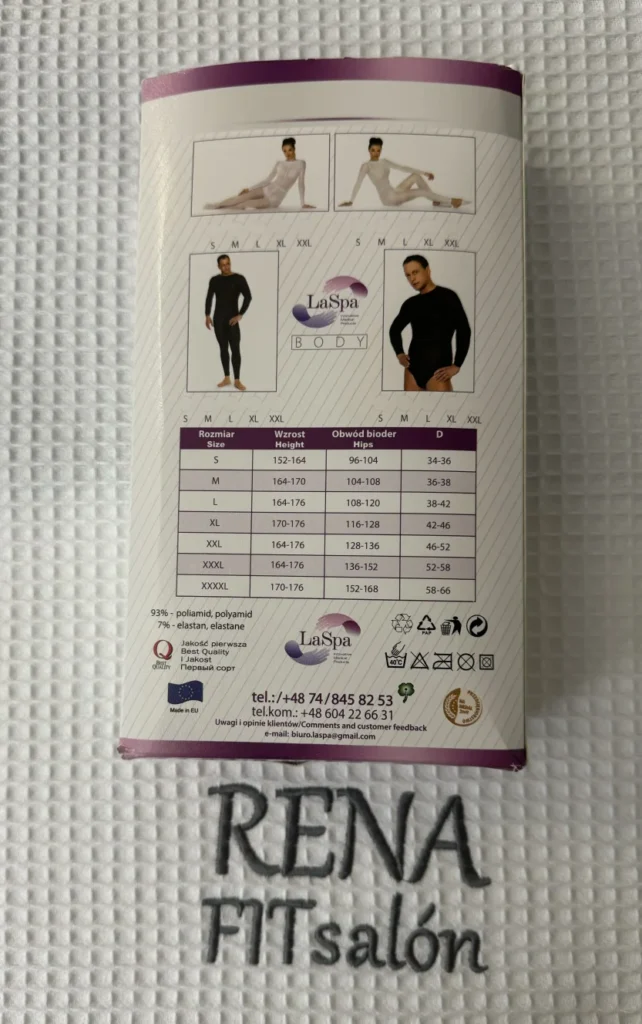 S M L XL XXL S M L XL XXL
LaSpa
BODY
S M L XL XXL S M L XL XXL
Rozmiar Size Wzrost Height Obwód bioder Hips D
S 152-164 96-104 34-36
M 164-170 104-108 36-38
L 164-176 108-120 38-42
XL 170-176 116-128 42-46
XXL 164-176 128-136 46-52
XXXL 164-176 136-152 52-58
XXXXL 170-176 152-168 58-66
93% - poliamid, polyamid
7% - elastan, elastane
LaSpa
PAP
Q
BEST QUALITY
Jakość pierwsza
Best Quality
I Jakost
Первый сорт
40°C
Made in EU
tel.:/+48 74/845 82 53
tel.kom.: +48 604 22 66 31
Uwagi i opinie klientów/Comments and customer feedback
e-mail: biuro.laspa@gmail.com
RENA
FITsalón